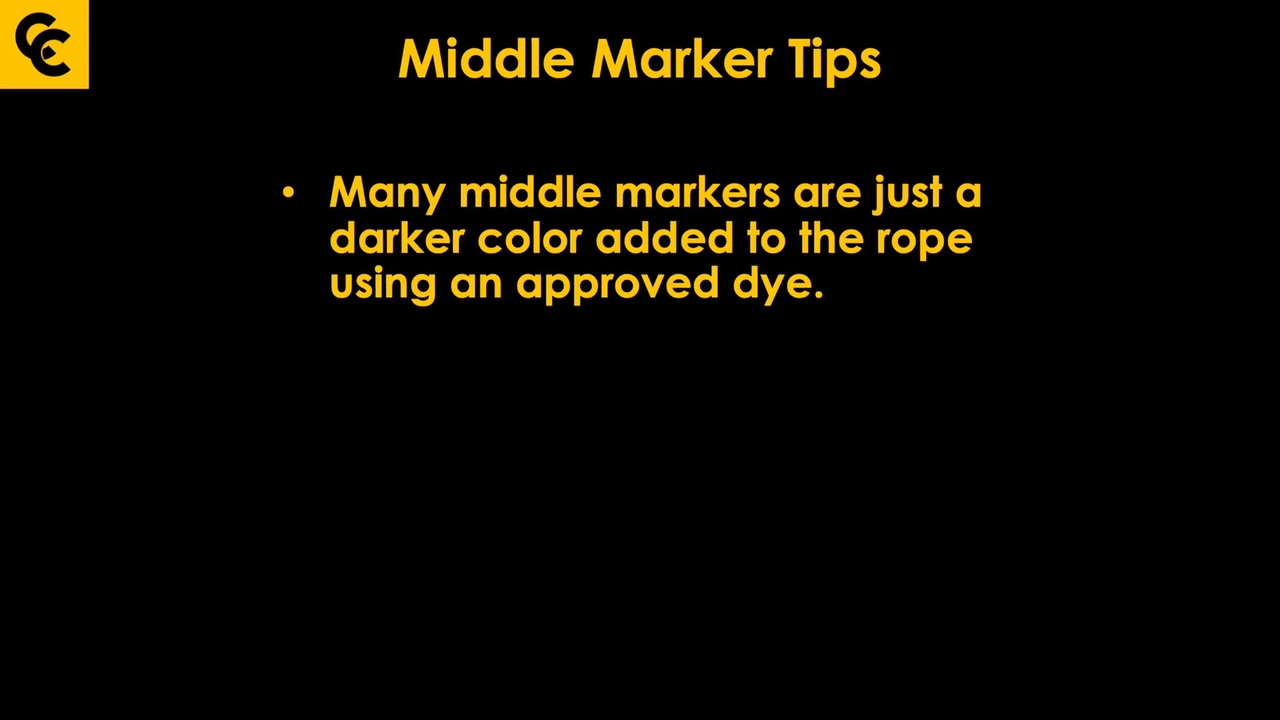 Middle Marker Tips
• Many middle markers are just a
darker color added to the rope
using an approved dye.